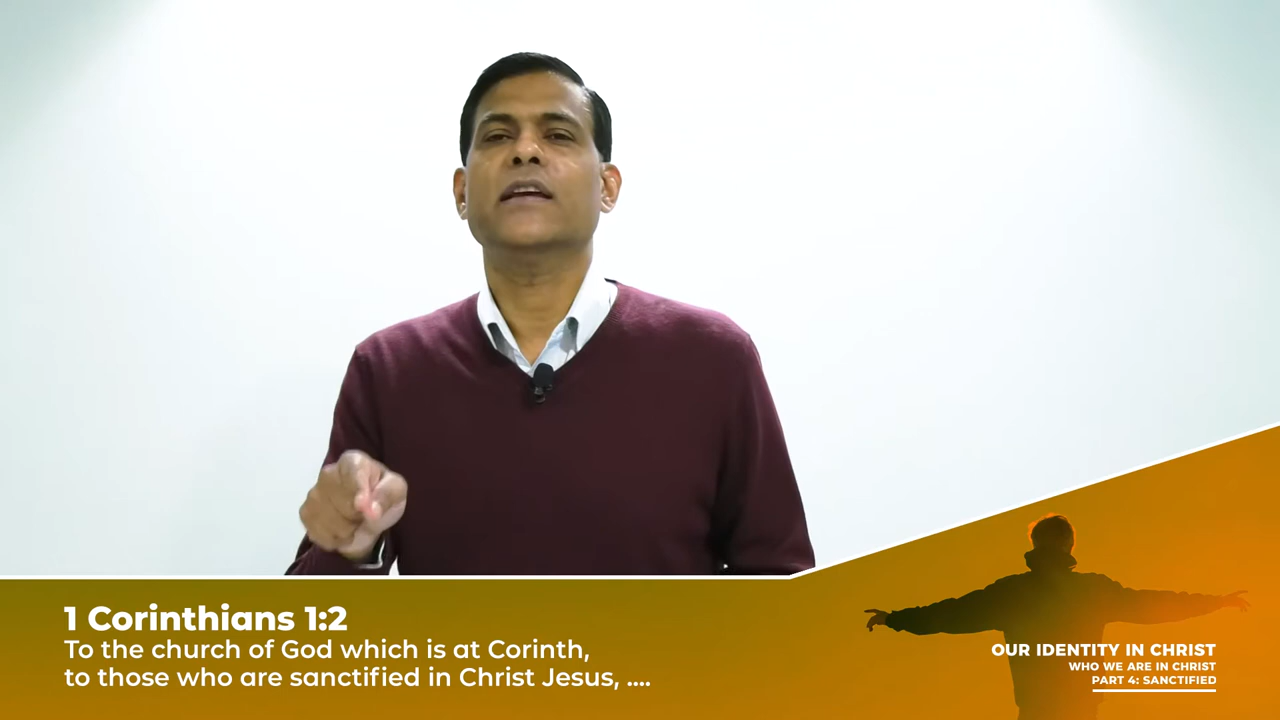 1 Corinthians 1:2
To the church of God which is at Corinth,
to those who are sanctified in Christ Jesus, ....
OUR IDENTITY IN CHRIST
WHO WE ARE IN CHRIST
PART 4: SANCTIFIED